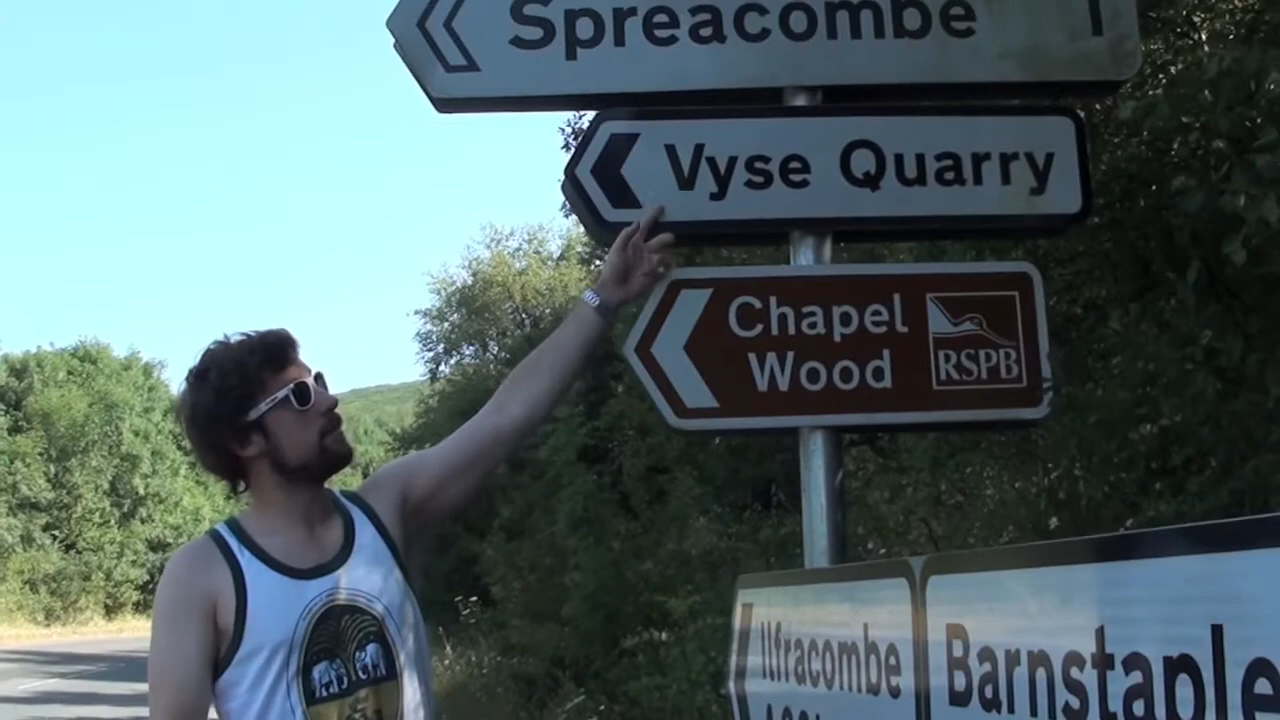 Spreacombe
Vyse Quarry
Chapel
Wood
RSPB
Ilfracombe
Barnstaple